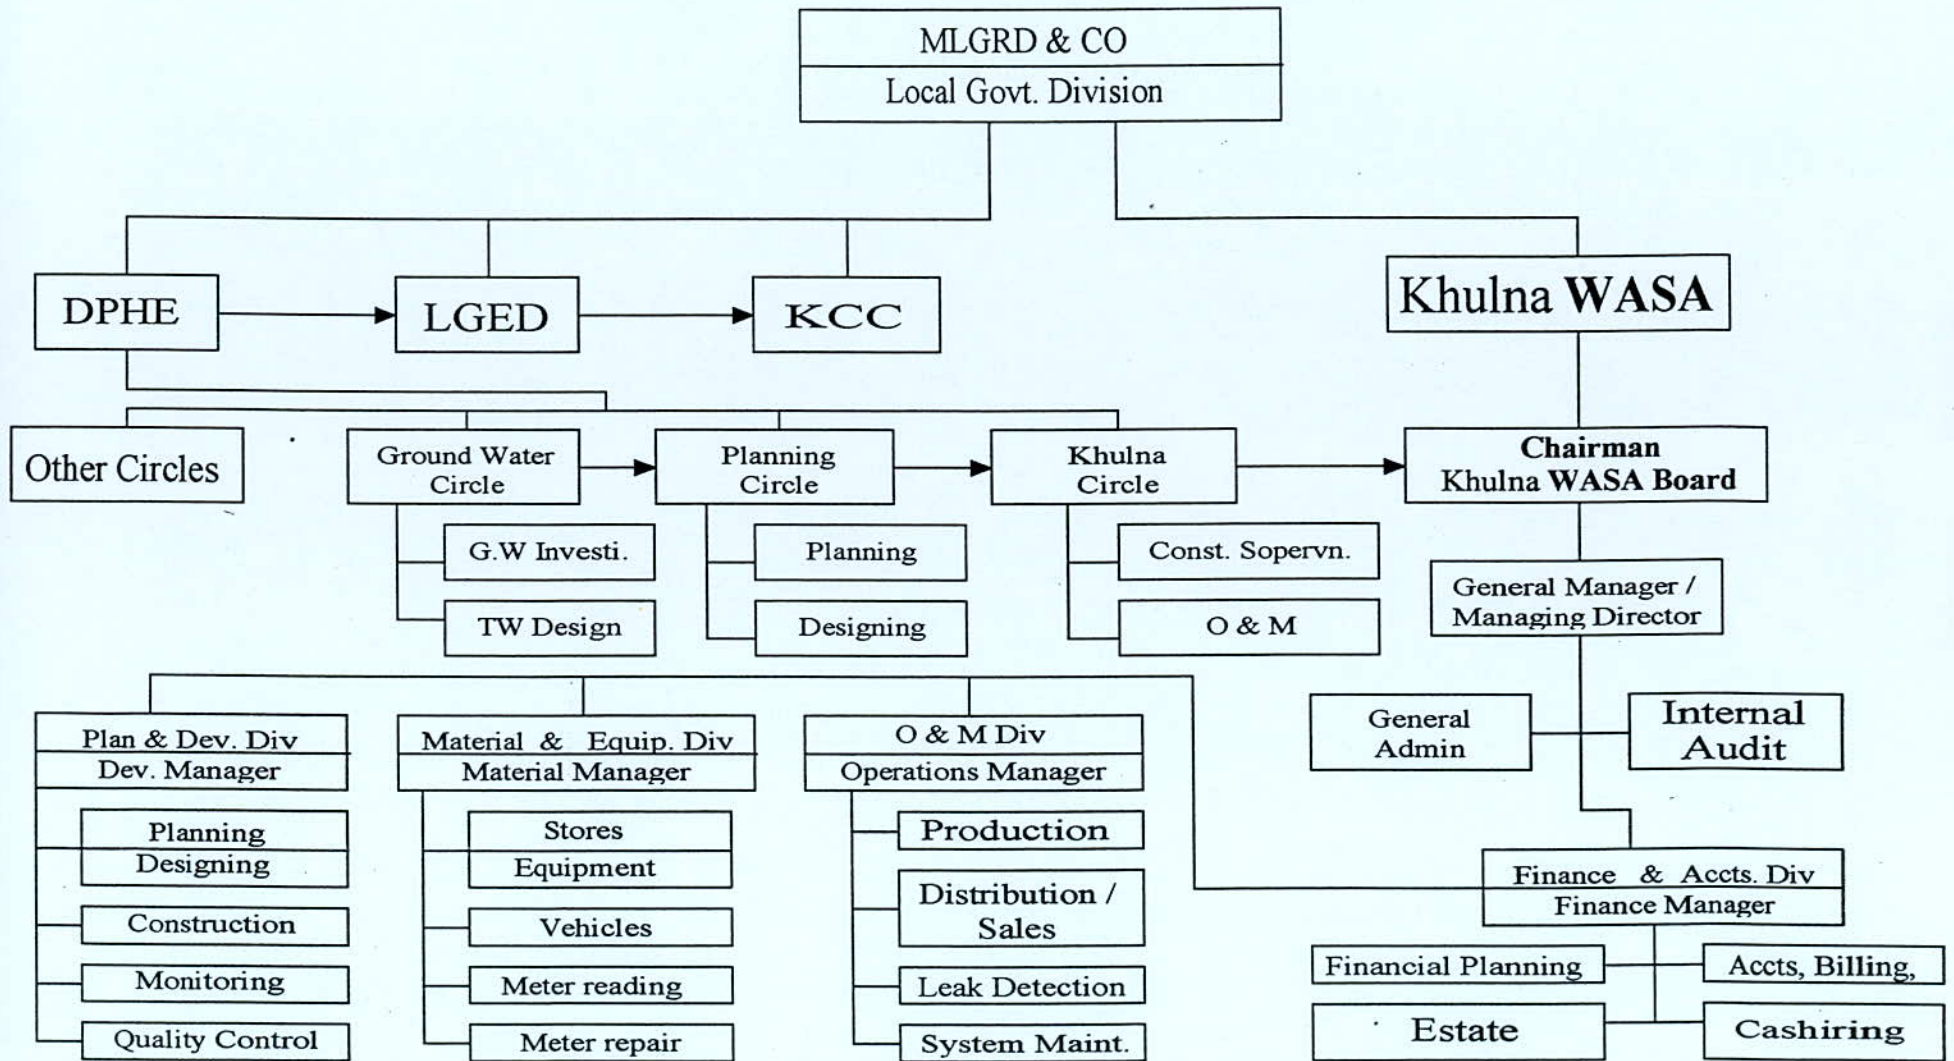 MLGRD & CO
Local Govt. Division
DPHE
LGED
KCC
Khulna WASA
Other Circles
Ground Water
Circle
Planning
Circle
Khulna
Circle
Chairman
Khulna WASA Board
G.W Investi.
Planning
Const. Sopervn.
TW Design
Designing
O & M
General Manager /
Managing Director
General
Admin
Internal
Audit
Plan & Dev. Div
Dev. Manager
Planning
Designing
Construction
Monitoring
Quality Control
Material & Equip. Div
Material Manager
Stores
Equipment
Vehicles
Meter reading
Meter repair
O & M Div
Operations Manager
Production
Distribution /
Sales
Leak Detection
System Maint.
Finance & Accts. Div
Finance Manager
Financial Planning
Accts, Billing,
Estate
Cashiring